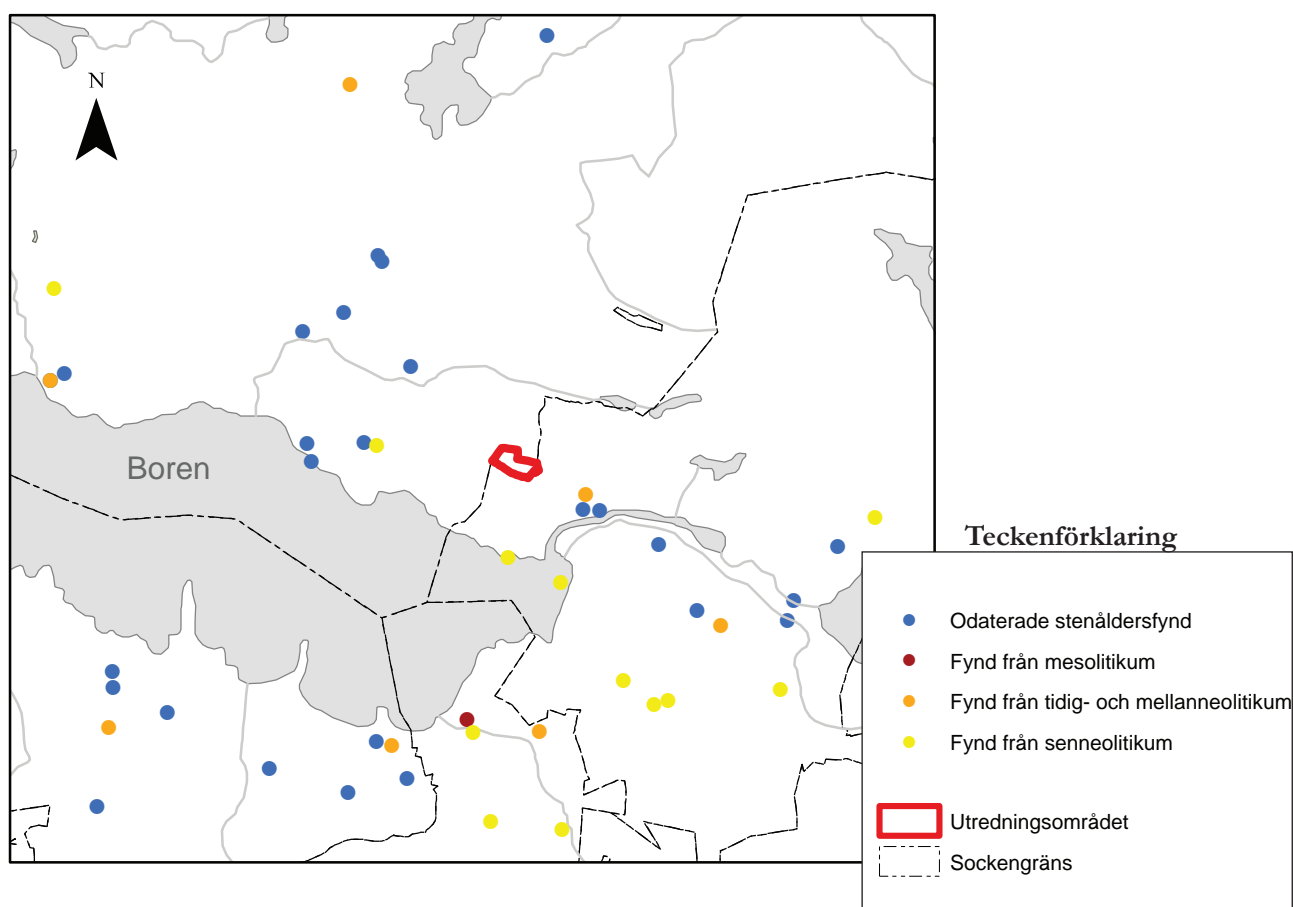 N
Boren
Teckenförklaring
Odaterade stenåldersfynd
Fynd från mesolitikum
Fynd från tidig- och mellanneolitikum
Fynd från senneolitikum
Utredningsområdet
Sockengräns